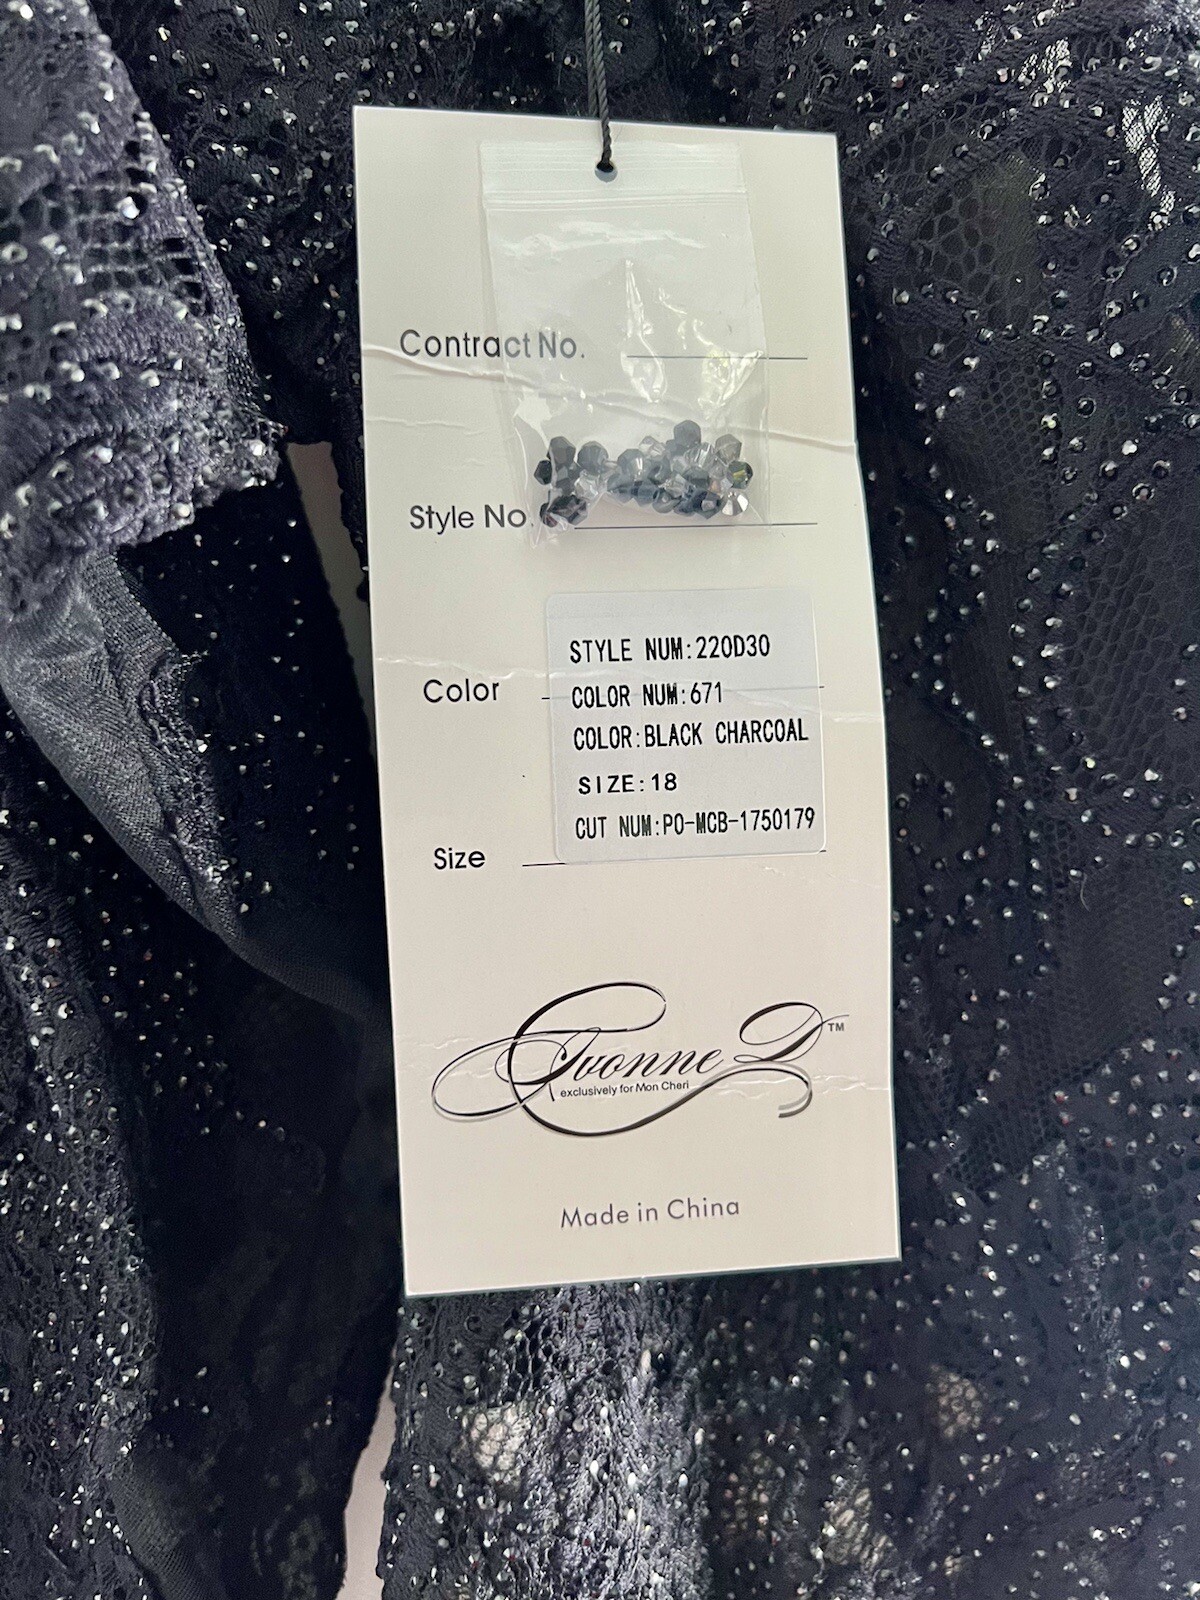 Contract No.
Style No.
STYLE NUM:220D30
COLOR NUM:671
Color
COLOR:BLACK CHARCOAL
SIZE:18
CUT NUM:PO-MCB-1750179
Size
Yvonne D™
exclusively for Mon Cheri
Made in China